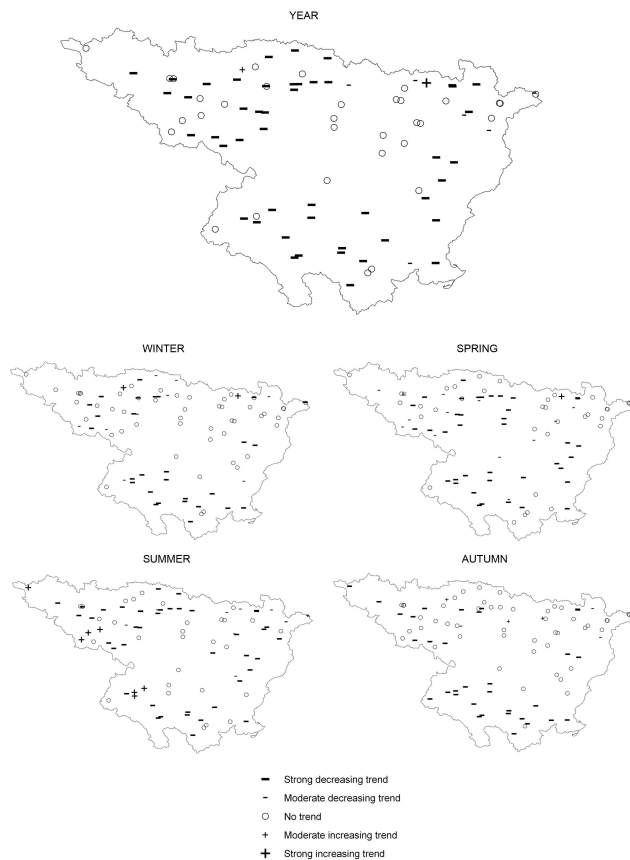 YEAR
WINTER
SPRING
SUMMER
AUTUMN
Strong decreasing trend
Moderate decreasing trend
No trend
Moderate increasing trend
Strong increasing trend